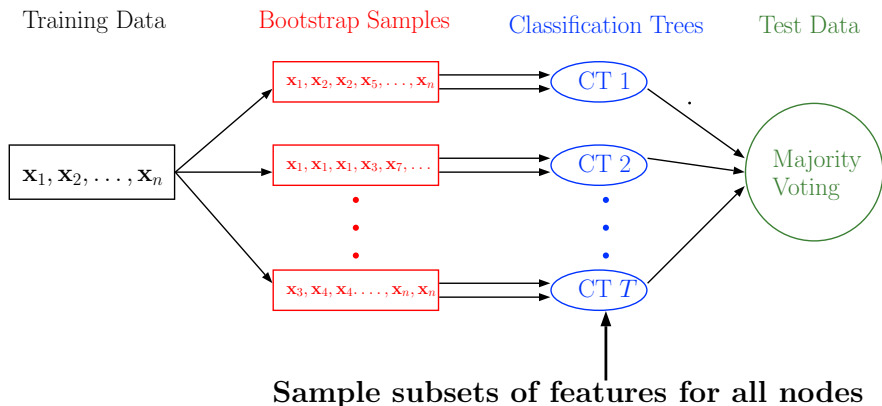 Training Data
Bootstrap Samples
Classification Trees
Test Data
x₁, x₂, x₂, x₅, . . . , xₙ
CT 1
x₁, x₂, . . . , xₙ
x₁, x₁, x₁, x₃, x₇, . . .
CT 2
Majority
Voting
x₃, x₄, x₄ . . . . , xₙ, xₙ
CT T
Sample subsets of features for all nodes